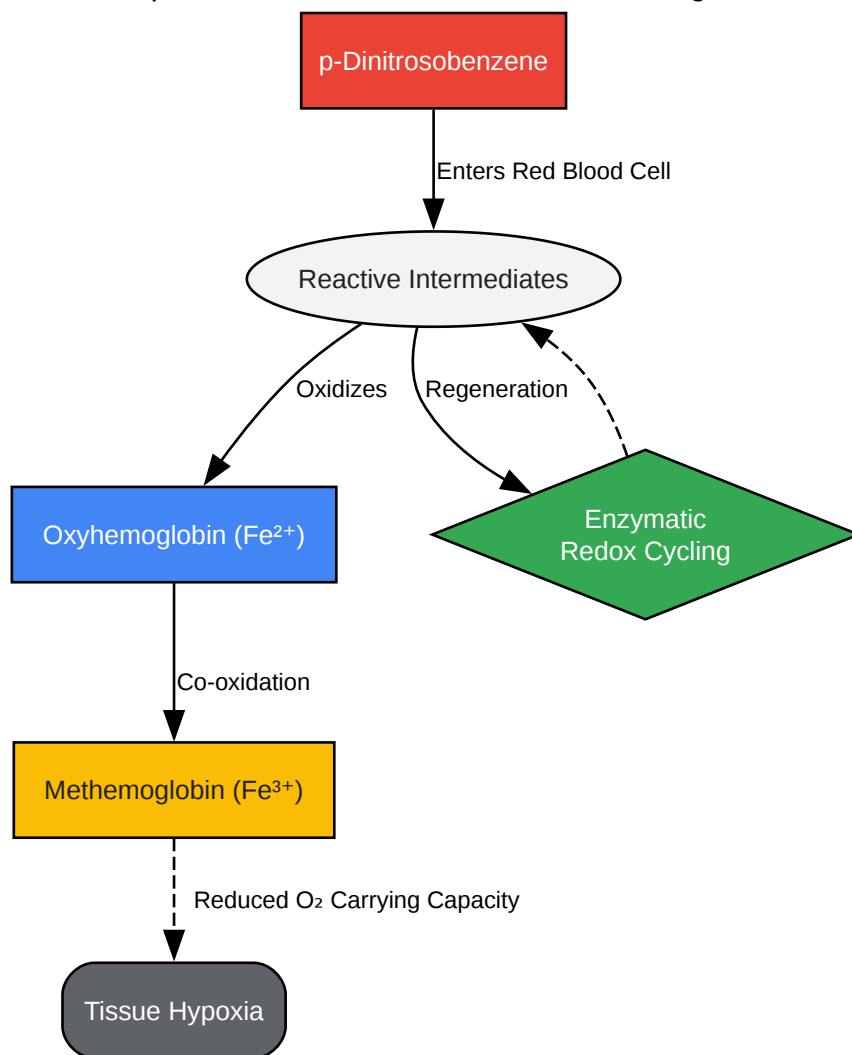 p-Dinitrosobenzene
Enters Red Blood Cell
Reactive Intermediates
Oxidizes
Regeneration
Oxyhemoglobin (Fe²⁺)
Enzymatic
Redox Cycling
Co-oxidation
Methemoglobin (Fe³⁺)
Reduced O₂ Carrying Capacity
Tissue Hypoxia